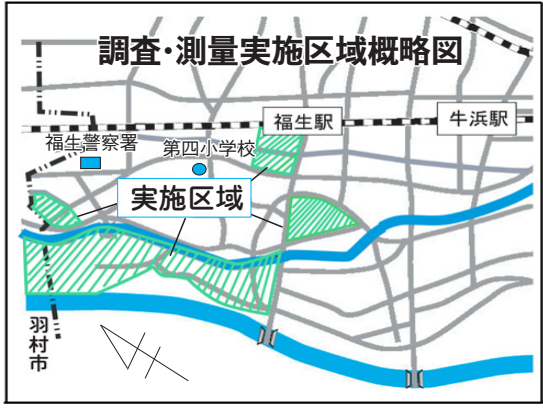 調査・測量実施区域概略図
福生駅
牛浜駅
福生警察署
第四小学校
実施区域
羽村市